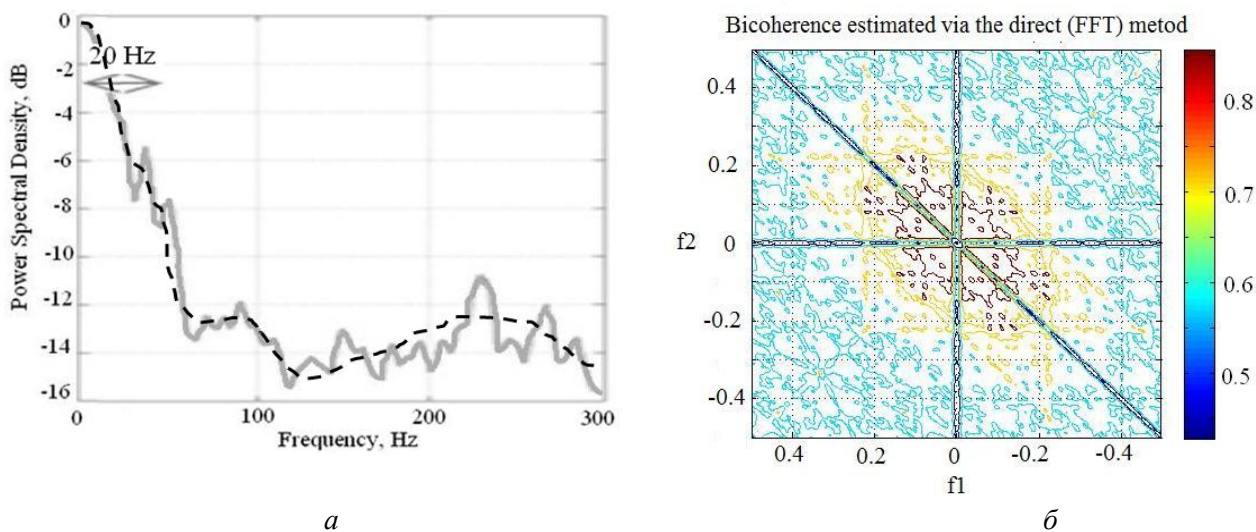 0
20 Hz
-2
-4
-6
-8
-10
-12
-14
-16
Power Spectral Density, dB
0 100 200 300
Frequency, Hz
а
Bicoherence estimated via the direct (FFT) metod
0.4
0.2
0
-0.2
-0.4
f2
0.4 0.2 0 -0.2 -0.4
f1
0.8
0.7
0.6
0.5
б